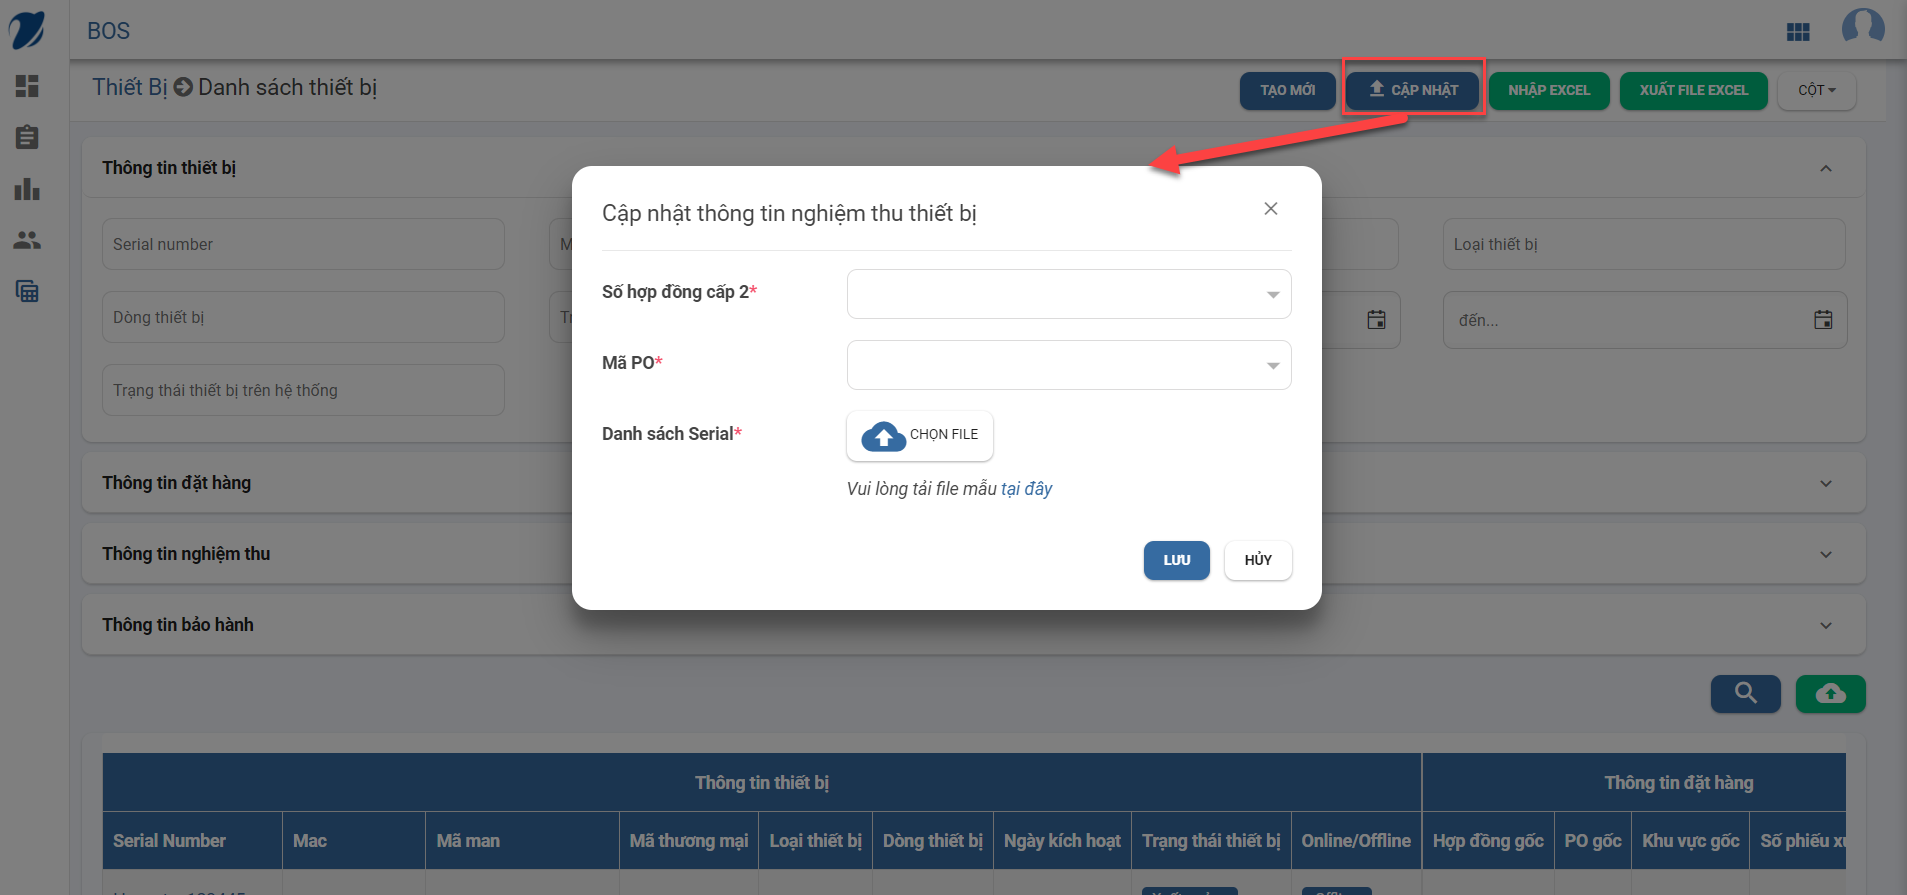 BOS
Thiết Bị Danh sách thiết bị
TẠO MỚI
CẬP NHẬT
NHẬP EXCEL
XUẤT FILE EXCEL
CỘT
Thông tin thiết bị
Serial number
Loại thiết bị
Dòng thiết bị
đến...
Trạng thái thiết bị trên hệ thống
Cập nhật thông tin nghiệm thu thiết bị
Số hợp đồng cấp 2*
Mã PO*
Danh sách Serial*
CHỌN FILE
Vui lòng tải file mẫu tại đây
LƯU
HỦY
Thông tin đặt hàng
Thông tin nghiệm thu
Thông tin bảo hành
Thông tin thiết bị
Thông tin đặt hàng
Serial Number
Mac
Mã man
Mã thương mại
Loại thiết bị
Dòng thiết bị
Ngày kích hoạt
Trạng thái thiết bị
Online/Offline
Hợp đồng gốc
PO gốc
Khu vực gốc
Số phiếu